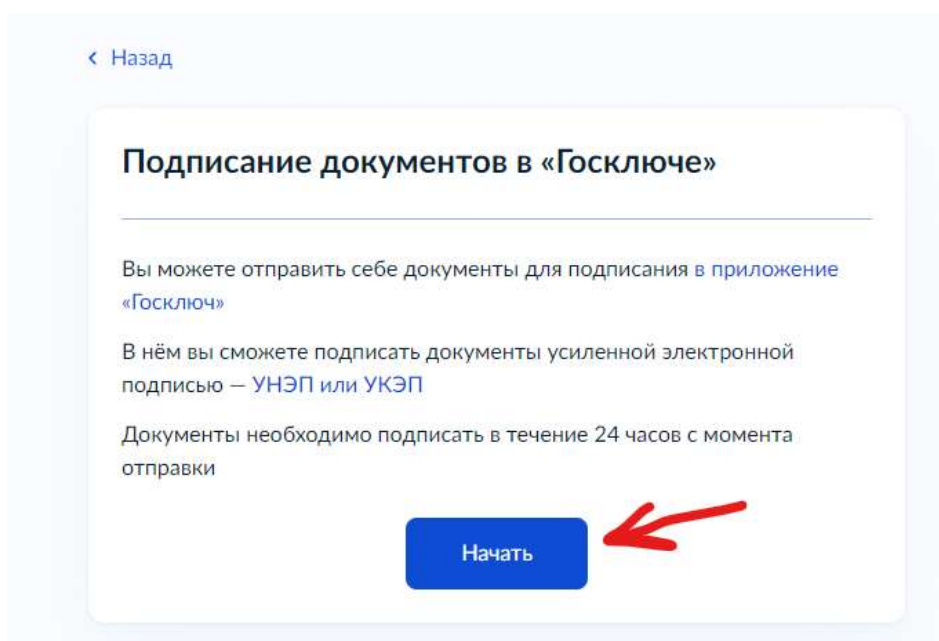 ‹ Назад
Подписание документов в «Госключе»
Вы можете отправить себе документы для подписания в приложение
«Госключ»
В нём вы сможете подписать документы усиленной электронной
подписью — УНЭП или УКЭП
Документы необходимо подписать в течение 24 часов с момента
отправки
Начать